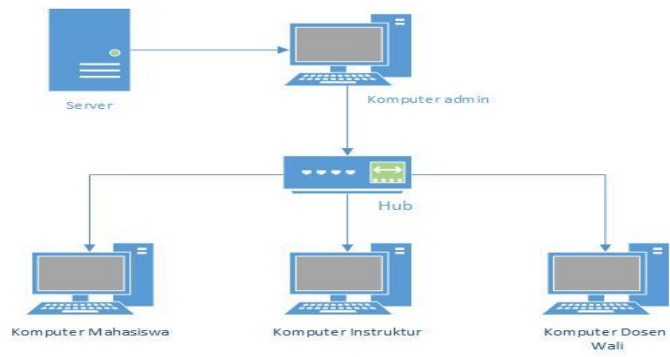 Server
Komputer admin
Hub
Komputer Mahasiswa
Komputer Instruktur
Komputer Dosen
Wali